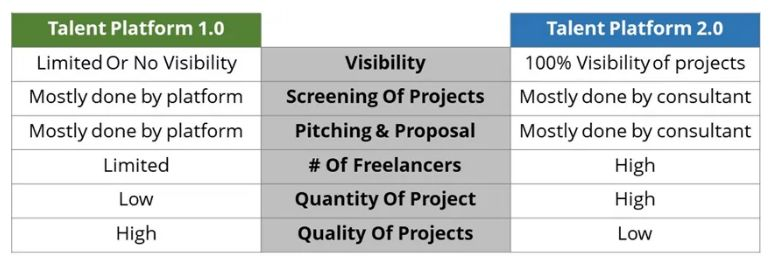 Talent Platform 1.0 Talent Platform 2.0
Limited Or No Visibility Visibility 100% Visibility of projects
Mostly done by platform Screening Of Projects Mostly done by consultant
Mostly done by platform Pitching & Proposal Mostly done by consultant
Limited # Of Freelancers High
Low Quantity Of Project High
High Quality Of Projects Low